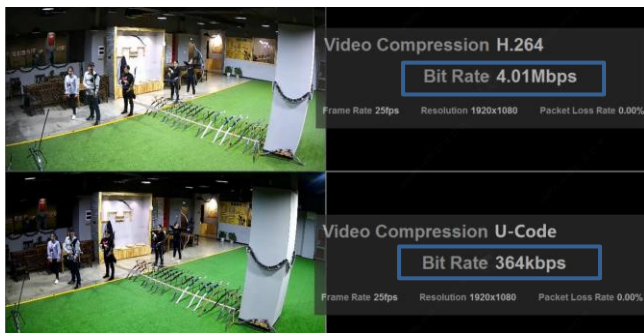 Video Compression H.264
Bit Rate 4.01Mbps
Frame Rate 25fps Resolution 1920x1080 Packet Loss Rate 0.00%
Video Compression U-Code
Bit Rate 364kbps
Frame Rate 25fps Resolution 1920x1080 Packet Loss Rate 0.00%